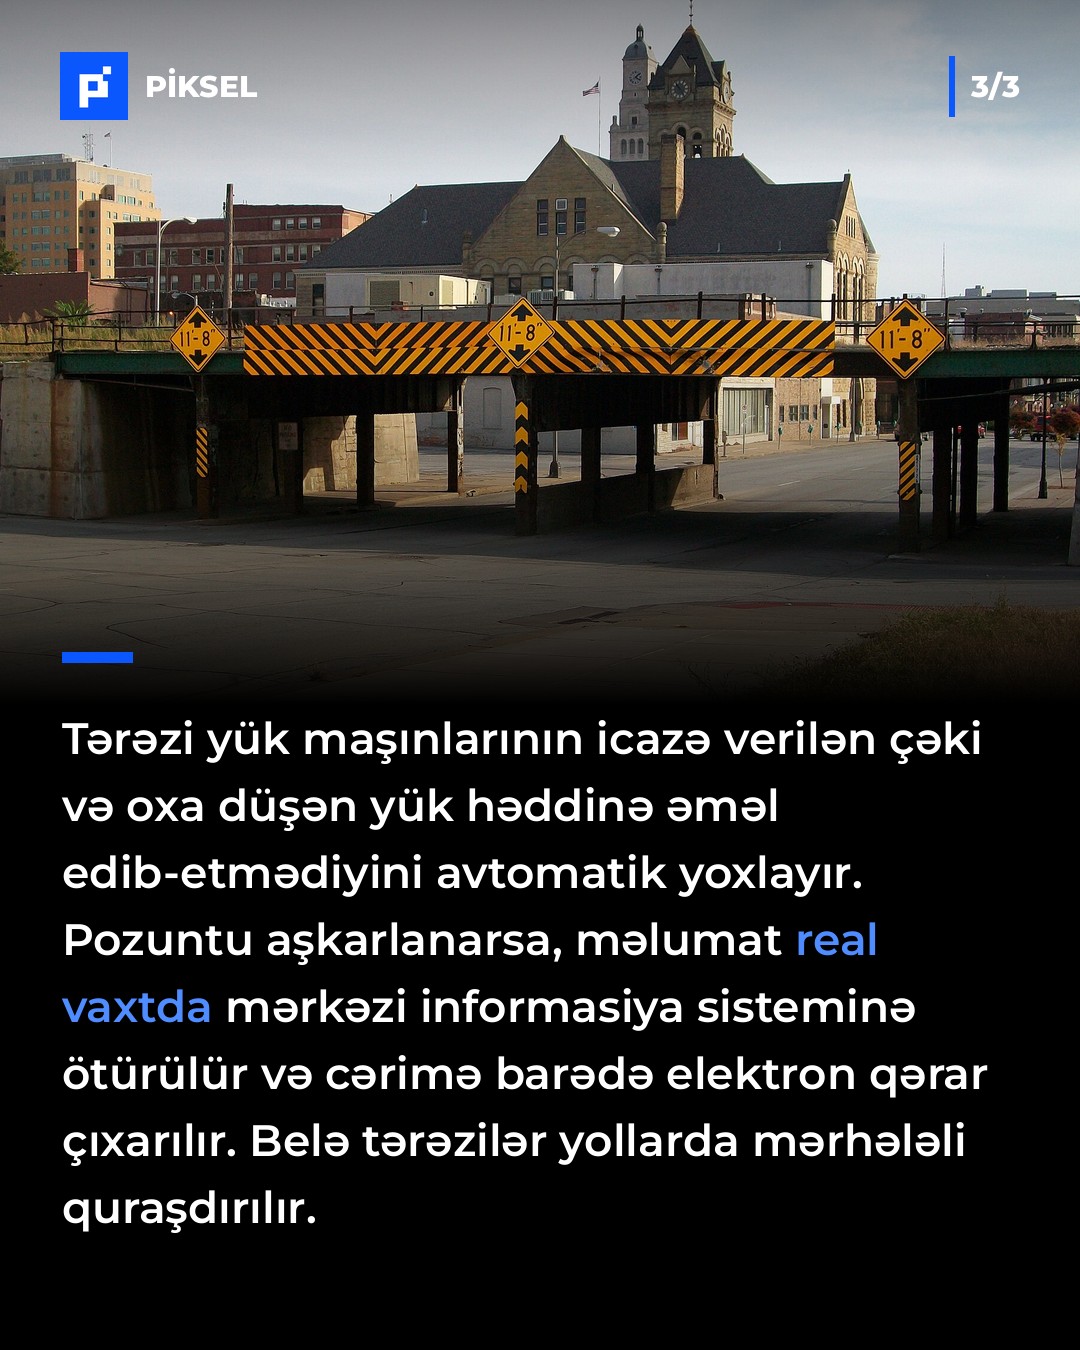 PİKSEL
3/3
11'-8"
11'-8"
11'-8"
Tərəzi yük maşınlarının icazə verilən çəki
və oxa düşən yük həddinə əməl
edib-etmədiyini avtomatik yoxlayır.
Pozuntu aşkarlanarsa, məlumat real
vaxtda mərkəzi informasiya sisteminə
ötürülür və cərimə barədə elektron qərar
çıxarılır. Belə tərəzilər yollarda mərhələli
quraşdırılır.